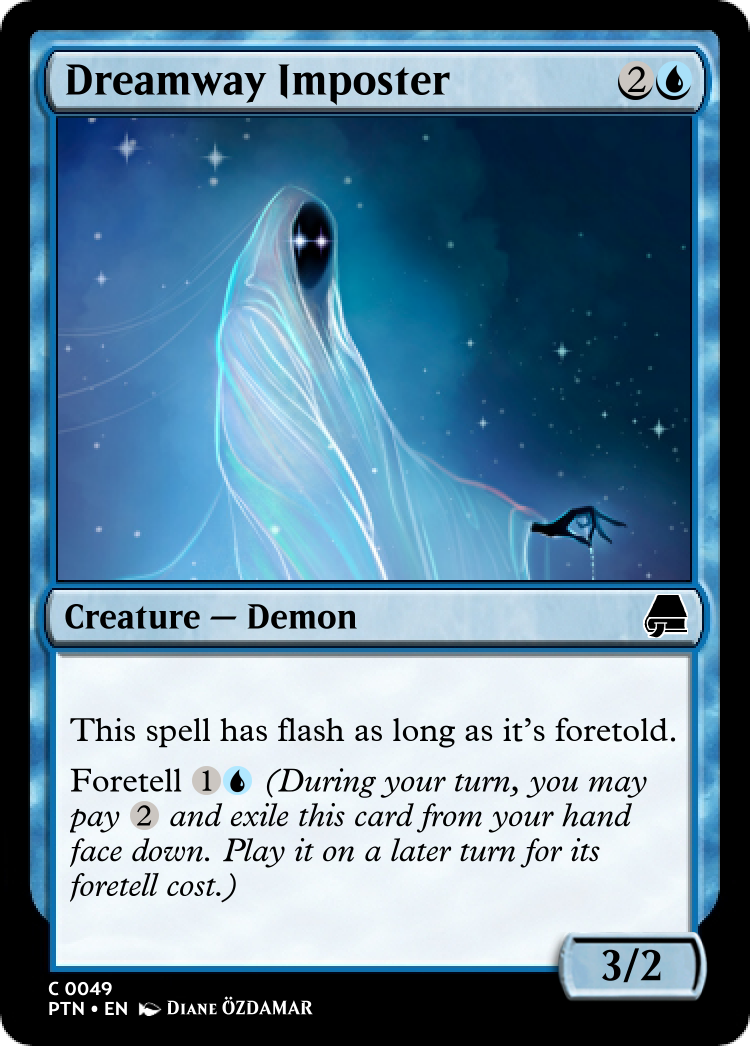 Dreamway Imposter 2
Creature — Demon
This spell has flash as long as it's foretold.
Foretell 1 (During your turn, you may
pay 2 and exile this card from your hand
face down. Play it on a later turn for its
foretell cost.)
3/2
C 0049
PTN • EN Diane ÖZDAMAR